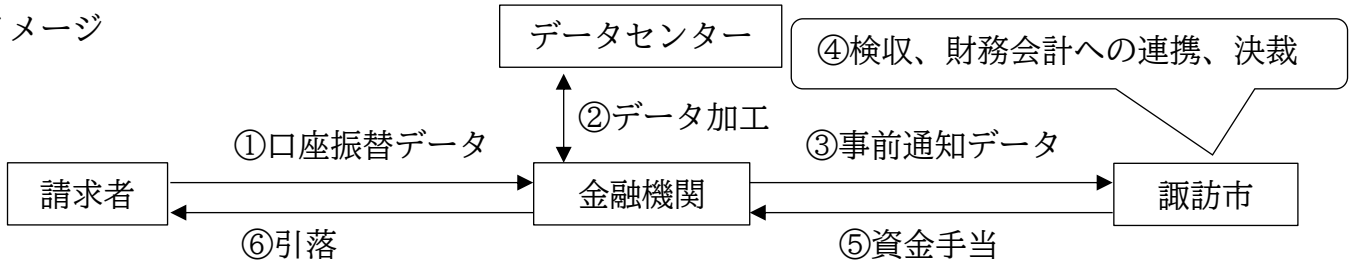 メージ
データセンター
④検収、財務会計への連携、決裁
②データ加工
①口座振替データ
③事前通知データ
請求者
金融機関
諏訪市
⑥引落
⑤資金手当